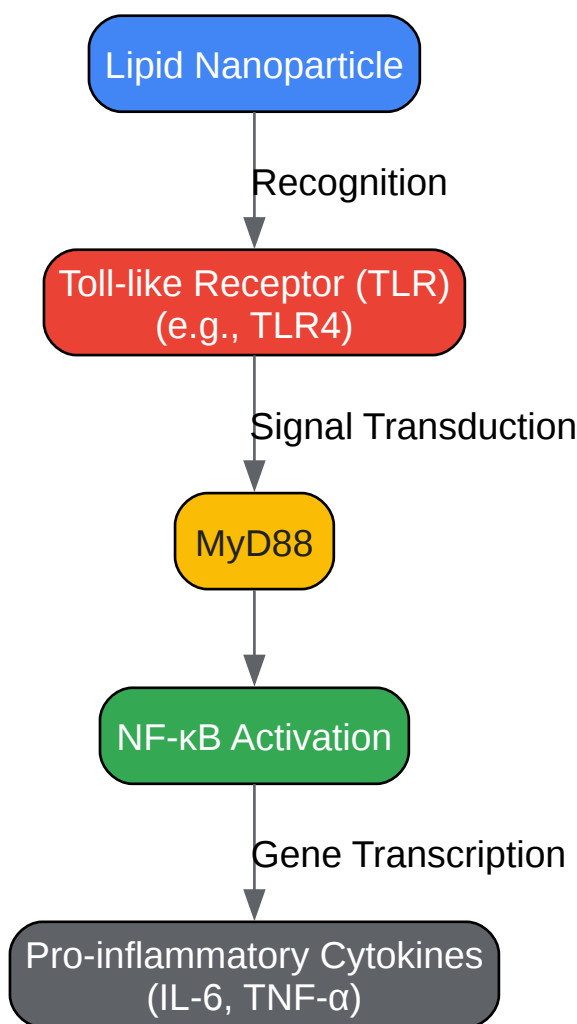 Lipid Nanoparticle
Recognition
Toll-like Receptor (TLR)
(e.g., TLR4)
Signal Transduction
MyD88
NF-κB Activation
Gene Transcription
Pro-inflammatory Cytokines
(IL-6, TNF-α)